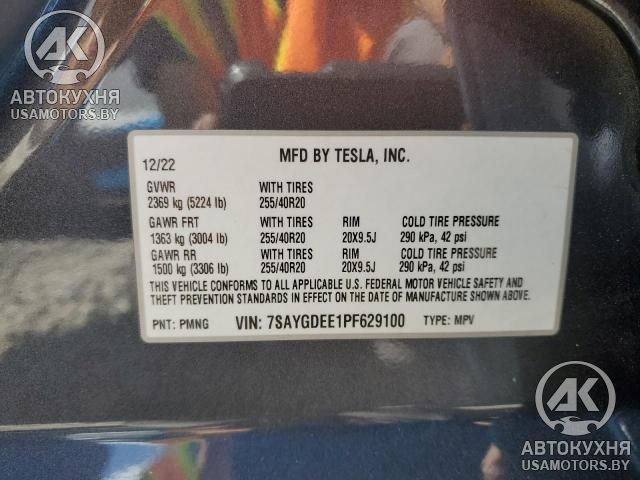 AK
АВТОКУХНЯ
USAMOTORS.BY
12/22
MFD BY TESLA, INC.
GVWR WITH TIRES
2369 kg (5224 lb) 255/40R20
GAWR FRT WITH TIRES RIM COLD TIRE PRESSURE
1363 kg (3004 lb) 255/40R20 20X9.5J 290 kPa, 42 psi
GAWR RR WITH TIRES RIM COLD TIRE PRESSURE
1500 kg (3306 lb) 255/40R20 20X9.5J 290 kPa, 42 psi
THIS VEHICLE CONFORMS TO ALL APPLICABLE U.S. FEDERAL MOTOR VEHICLE SAFETY AND
THEFT PREVENTION STANDARDS IN EFFECT ON THE DATE OF MANUFACTURE SHOWN ABOVE.
PNT: PMNG VIN: 7SAYGDEE1PF629100 TYPE: MPV
AK
АВТОКУХНЯ
USAMOTORS.BY